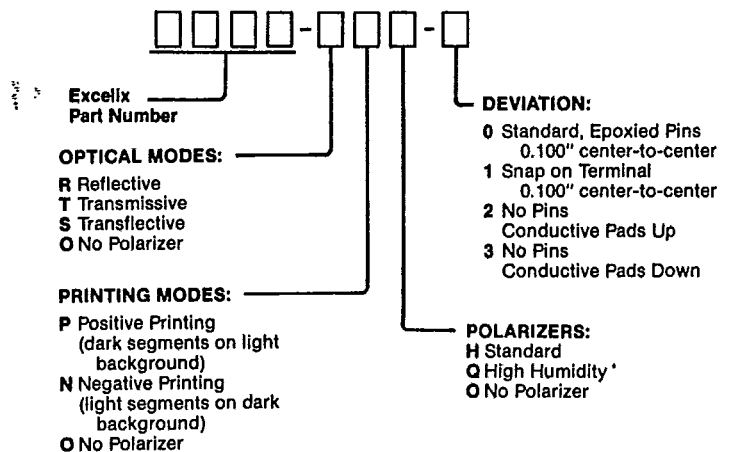 Excelix
Part Number
OPTICAL MODES:
R Reflective
T Transmissive
S Transflective
O No Polarizer
PRINTING MODES:
P Positive Printing
(dark segments on light
background)
N Negative Printing
(light segments on dark
background)
O No Polarizer
DEVIATION:
0 Standard, Epoxied Pins
0.100" center-to-center
1 Snap on Terminal
0.100" center-to-center
2 No Pins
Conductive Pads Up
3 No Pins
Conductive Pads Down
POLARIZERS:
H Standard
Q High Humidity *
O No Polarizer